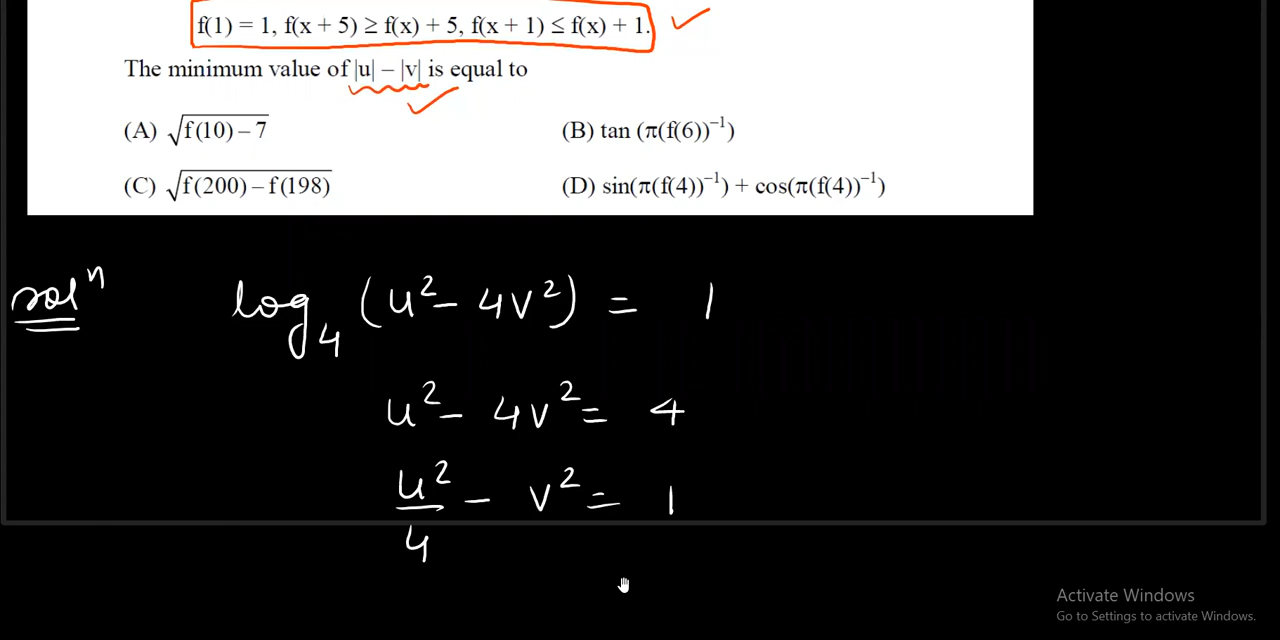 f(1) = 1, f(x + 5) ≥ f(x) + 5, f(x + 1) ≤ f(x) + 1.
The minimum value of |u| – |v| is equal to
(A) √(f(10) – 7) (B) tan (π(f(6))⁻¹)
(C) √(f(200) – f(198)) (D) sin(π(f(4))⁻¹) + cos(π(f(4))⁻¹)
solⁿ log₄ (u² – 4v²) = 1
u² – 4v² = 4
u²/4 – v² = 1
Activate Windows
Go to Settings to activate Windows.